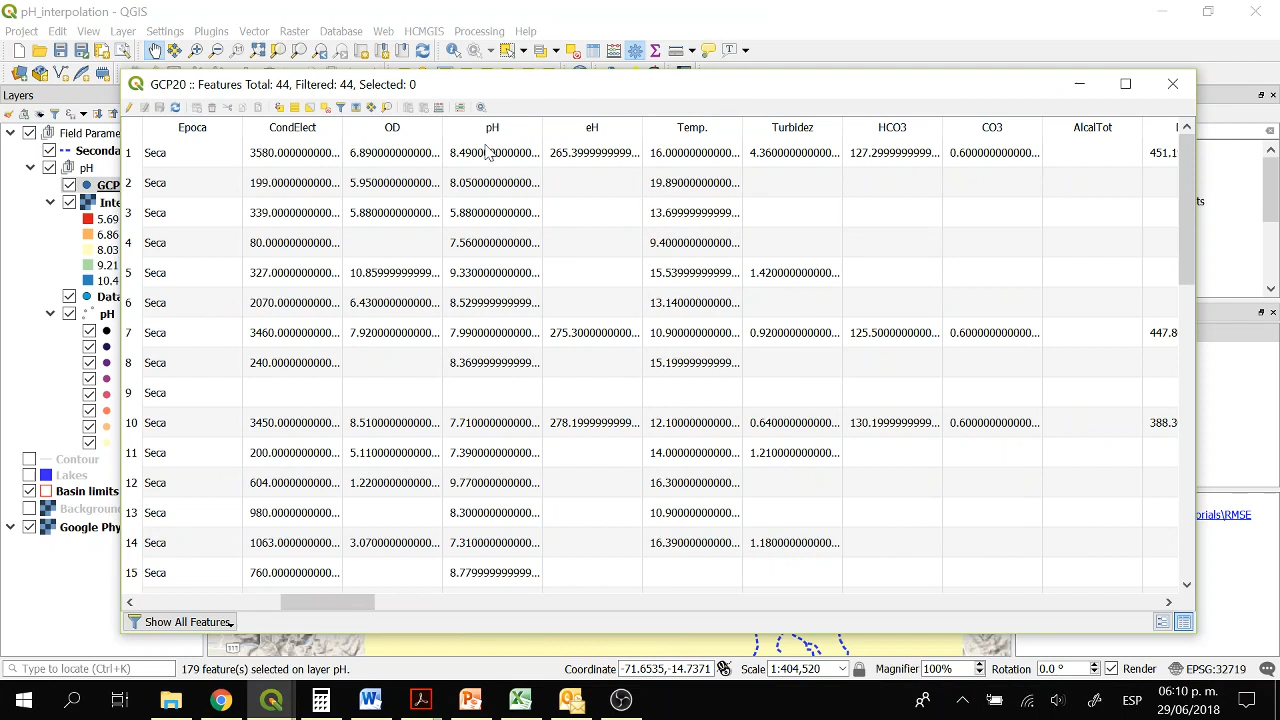 pH_interpolation - QGIS
Project Edit View Layer Settings Plugins Vector Raster Database Web HCMGIS Processing
Layers
GCP20 :: Features Total: 44, Filtered: 44, Selected: 0
Epoca CondElect OD pH eH Temp. Turbidez HCO3 CO3 AlcalTot
1 Seca 3580.0000000000... 6.890000000000... 8.4900 000000... 265.3999999999... 16.00000000000... 4.360000000000... 127.2999999999... 0.600000000000... 451.1
2 Seca 199.00000000000... 5.950000000000... 8.050000000000... 19.89000000000...
3 Seca 339.00000000000... 5.880000000000... 5.880000000000... 13.69999999999...
4 Seca 80.000000000000... 7.560000000000... 9.400000000000...
5 Seca 327.00000000000... 10.85999999999... 9.330000000000... 15.53999999999... 1.420000000000...
6 Seca 2070.0000000000... 6.430000000000... 8.529999999999... 13.14000000000...
7 Seca 3460.0000000000... 7.920000000000... 7.990000000000... 275.3000000000... 10.90000000000... 0.920000000000... 125.5000000000... 0.600000000000... 447.8
8 Seca 240.00000000000... 8.369999999999... 15.19999999999...
9 Seca
10 Seca 3450.0000000000... 8.510000000000... 7.710000000000... 278.1999999999... 12.10000000000... 0.640000000000... 130.1999999999... 0.600000000000... 388.3
11 Seca 200.00000000000... 5.110000000000... 7.390000000000... 14.00000000000... 1.210000000000...
12 Seca 604.00000000000... 1.220000000000... 9.770000000000... 16.30000000000...
13 Seca 980.00000000000... 8.300000000000... 10.90000000000...
14 Seca 1063.0000000000... 3.070000000000... 7.310000000000... 16.39000000000... 1.180000000000...
15 Seca 760.00000000000... 8.779999999999...
Show All Features
Field Parame
Seconda
pH
GCP
Inte
5.69
6.86
8.03
9.21
10.4
Data
pH
Contour
Lakes
Basin limits
Background
Google Phy
ts
orials\RMSE
Type to locate (Ctrl+K) 179 feature(s) selected on layer pH. Coordinate -71.6535,-14.7371 Scale 1:404,520 Magnifier 100% Rotation 0.0 ° Render EPSG:32719
ESP
06:10 p. m.
29/06/2018